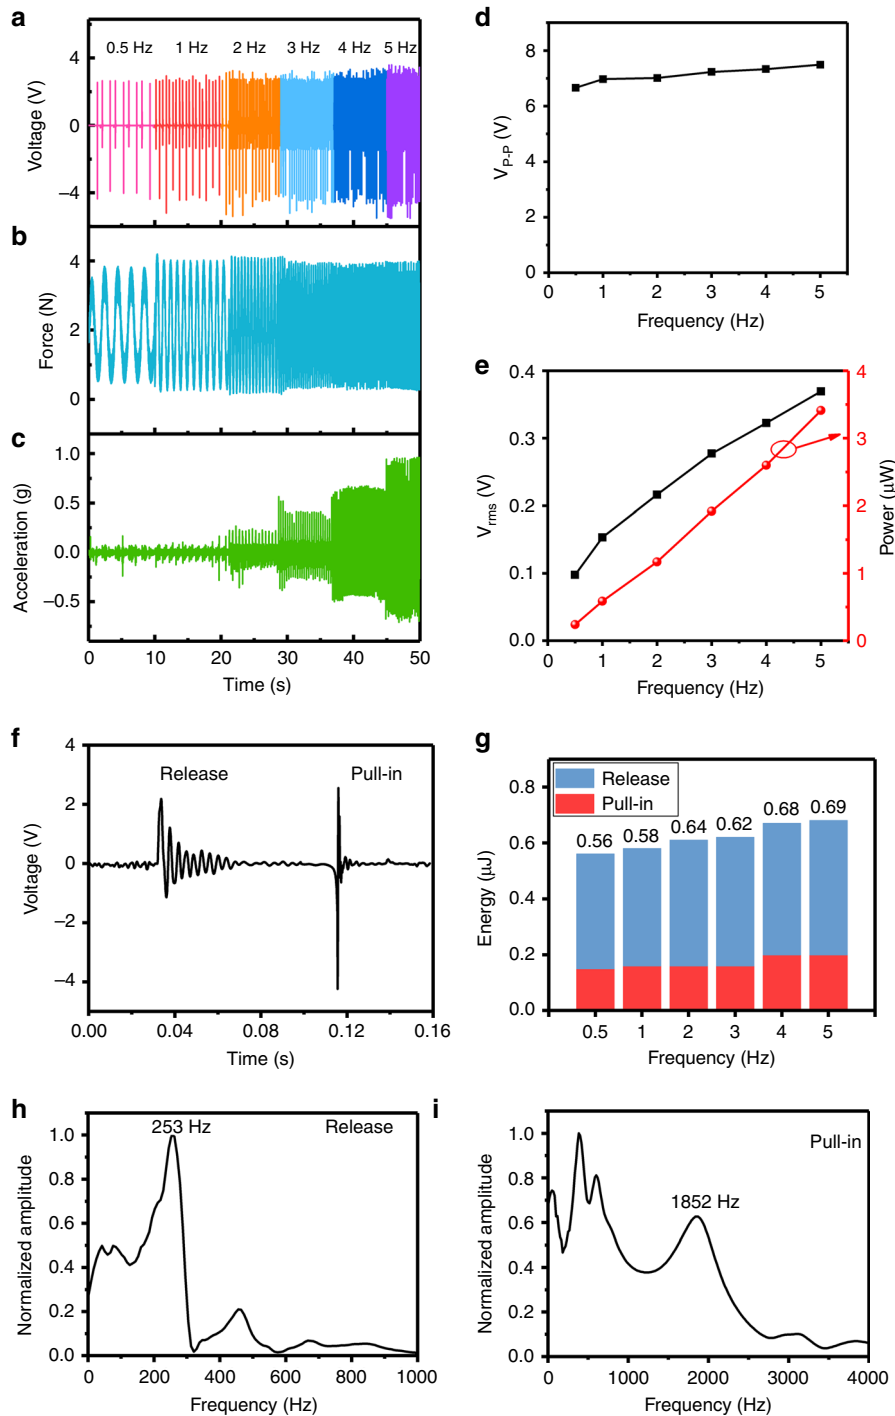 a
0.5 Hz 1 Hz 2 Hz 3 Hz 4 Hz 5 Hz
4
0
−4
Voltage (V)
b
4
2
0
Force (N)
c
1.0
0.5
0.0
−0.5
Acceleration (g)
0 10 20 30 40 50
Time (s)
d
8
6
4
2
0
V_P-P (V)
0 1 2 3 4 5
Frequency (Hz)
e
0.4
0.3
0.2
0.1
0.0
V_rms (V)
4
3
2
1
0
Power (μW)
0 1 2 3 4 5
Frequency (Hz)
f
4
2
0
−2
−4
Voltage (V)
Release Pull-in
0.00 0.04 0.08 0.12 0.16
Time (s)
g
Release
Pull-in
0.8
0.6
0.4
0.2
0.0
Energy (μJ)
0.56 0.58 0.64 0.62 0.68 0.69
0.5 1 2 3 4 5
Frequency (Hz)
h
253 Hz Release
1.0
0.8
0.6
0.4
0.2
0.0
Normalized amplitude
0 200 400 600 800 1000
Frequency (Hz)
i
Pull-in
1852 Hz
1.0
0.8
0.6
0.4
0.2
0.0
Normalized amplitude
0 1000 2000 3000 4000
Frequency (Hz)